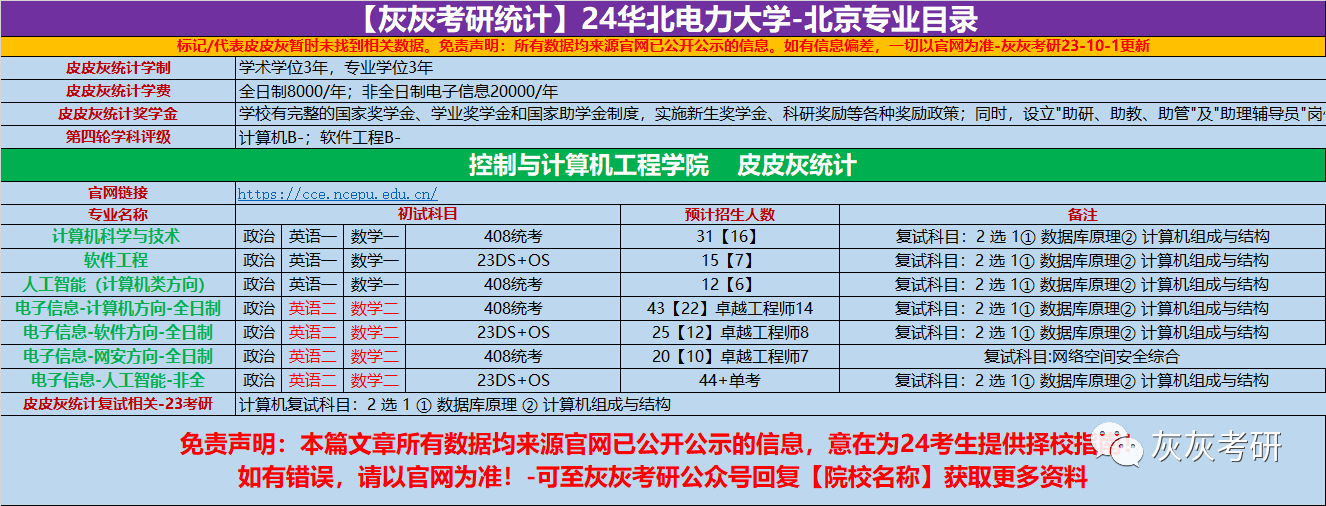 【灰灰考研统计】24华北电力大学-北京专业目录
标记/代表皮皮灰暂时未找到相关数据。免责声明：所有数据均来源官网已公开公示的信息。如有信息偏差，一切以官网为准-灰灰考研23-10-1更新
皮皮灰统计学制 学术学位3年，专业学位3年
皮皮灰统计学费 全日制8000/年；非全日制电子信息20000/年
皮皮灰统计奖学金 学校有完整的国家奖学金、学业奖学金和国家助学金制度，实施新生奖学金、科研奖励等各种奖励政策；同时，设立"助研、助教、助管"及"助理辅导员"岗
第四轮学科评级 计算机B-；软件工程B-
控制与计算机工程学院 皮皮灰统计
官网链接 https://cce.ncepu.edu.cn/
专业名称 初试科目 预计招生人数 备注
计算机科学与技术 政治 英语一 数学一 408统考 31【16】 复试科目：2 选 1① 数据库原理② 计算机组成与结构
软件工程 政治 英语一 数学一 23DS+OS 15【7】 复试科目：2 选 1① 数据库原理② 计算机组成与结构
人工智能（计算机类方向） 政治 英语一 数学一 23DS+OS 12【6】 复试科目：2 选 1① 数据库原理② 计算机组成与结构
电子信息-计算机方向-全日制 政治 英语二 数学二 408统考 43【22】卓越工程师14 复试科目：2 选 1① 数据库原理② 计算机组成与结构
电子信息-软件方向-全日制 政治 英语二 数学二 23DS+OS 25【12】卓越工程师8 复试科目：2 选 1① 数据库原理② 计算机组成与结构
电子信息-网安方向-全日制 政治 英语二 数学二 408统考 20【10】卓越工程师7 复试科目:网络空间安全综合
电子信息-人工智能-非全 政治 英语二 数学二 23DS+OS 44+单考 复试科目：2 选 1① 数据库原理② 计算机组成与结构
皮皮灰统计复试相关-23考研 计算机复试科目：2 选 1 ① 数据库原理 ② 计算机组成与结构
免责声明：本篇文章所有数据均来源官网已公开公示的信息，意在为24考生提供择校指
如有错误，请以官网为准！-可至灰灰考研公众号回复【院校名称】获取更多资料
灰灰考研